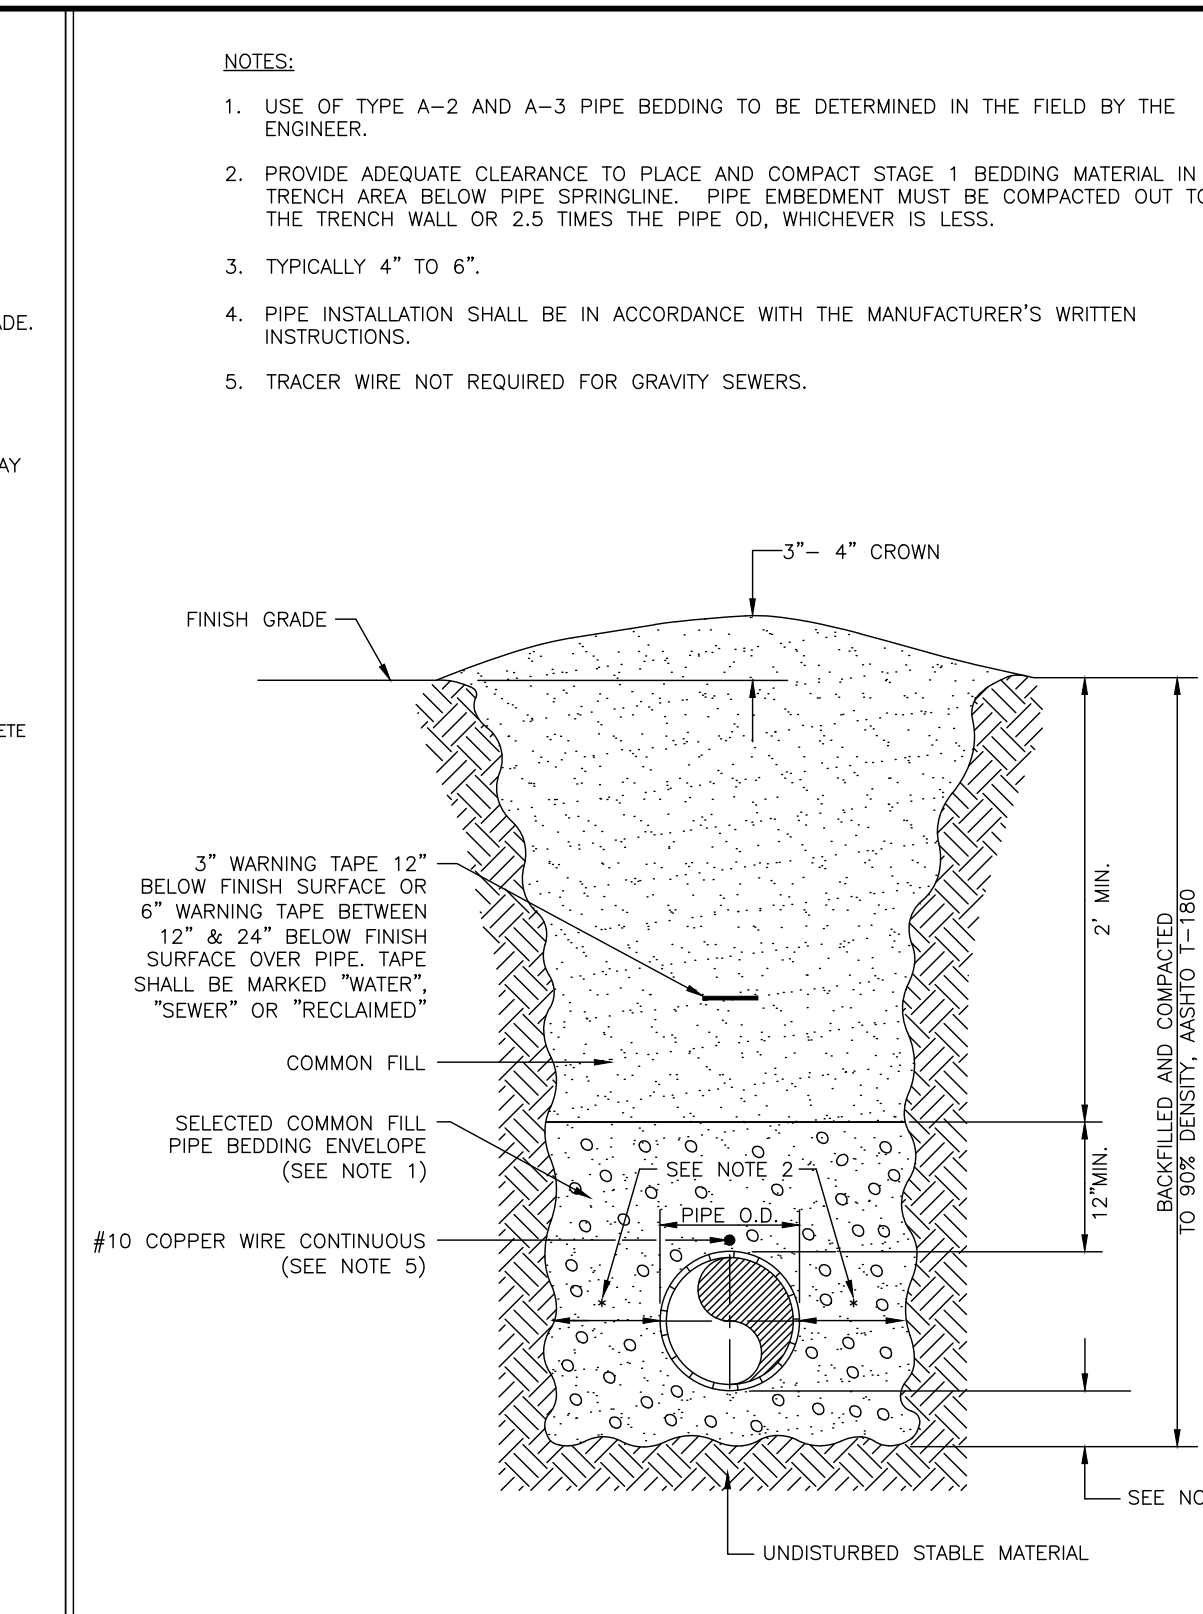 NOTES:
1. USE OF TYPE A-2 AND A-3 PIPE BEDDING TO BE DETERMINED IN THE FIELD BY THE
ENGINEER.
2. PROVIDE ADEQUATE CLEARANCE TO PLACE AND COMPACT STAGE 1 BEDDING MATERIAL IN
TRENCH AREA BELOW PIPE SPRINGLINE. PIPE EMBEDMENT MUST BE COMPACTED OUT TO
THE TRENCH WALL OR 2.5 TIMES THE PIPE OD, WHICHEVER IS LESS.
3. TYPICALLY 4" TO 6".
4. PIPE INSTALLATION SHALL BE IN ACCORDANCE WITH THE MANUFACTURER'S WRITTEN
INSTRUCTIONS.
5. TRACER WIRE NOT REQUIRED FOR GRAVITY SEWERS.
3"- 4" CROWN
FINISH GRADE
3" WARNING TAPE 12"
BELOW FINISH SURFACE OR
6" WARNING TAPE BETWEEN
12" & 24" BELOW FINISH
SURFACE OVER PIPE. TAPE
SHALL BE MARKED "WATER",
"SEWER" OR "RECLAIMED"
COMMON FILL
SELECTED COMMON FILL
PIPE BEDDING ENVELOPE
(SEE NOTE 1)
SEE NOTE 2
PIPE O.D.
#10 COPPER WIRE CONTINUOUS
(SEE NOTE 5)
* *
2' MIN.
12"MIN.
BACKFILLED AND COMPACTED
TO 90% DENSITY, AASHTO T-180
SEE
UNDISTURBED STABLE MATERIAL